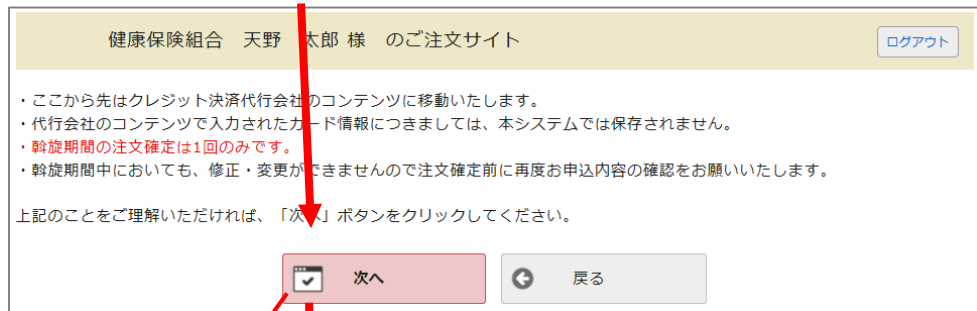 健康保険組合 天野 太郎 様 のご注文サイト
ログアウト
・ここから先はクレジット決済代行会社のコンテンツに移動いたします。
・代行会社のコンテンツで入力されたカード情報につきましては、本システムでは保存されません。
・斡旋期間の注文確定は1回のみです。
・斡旋期間中においても、修正・変更ができませんので注文確定前に再度お申込内容の確認をお願いいたします。
上記のことをご理解いただければ、「次へ」ボタンをクリックしてください。
次へ
戻る